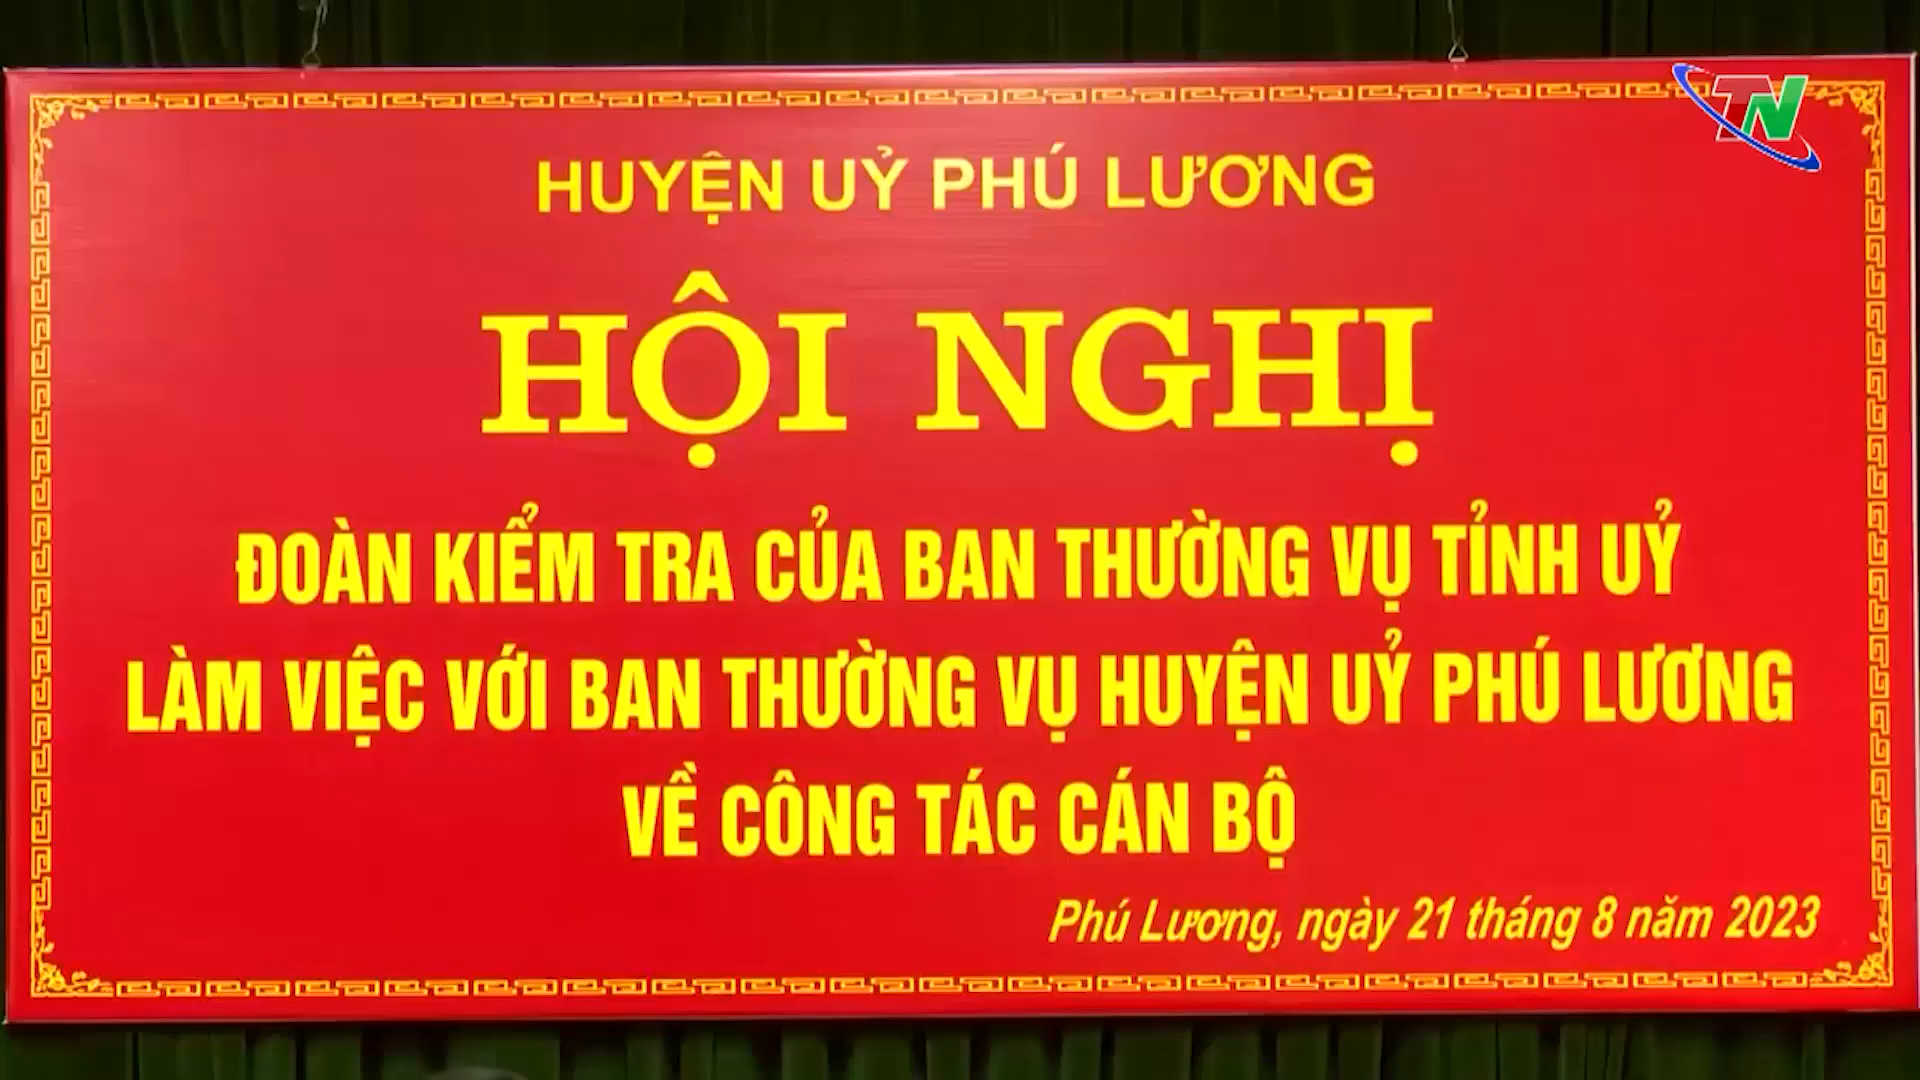 TN
HUYỆN UỶ PHÚ LƯƠNG
HỘI NGHỊ
ĐOÀN KIỂM TRA CỦA BAN THƯỜNG VỤ TỈNH UỶ
LÀM VIỆC VỚI BAN THƯỜNG VỤ HUYỆN UỶ PHÚ LƯƠNG
VỀ CÔNG TÁC CÁN BỘ
Phú Lương, ngày 21 tháng 8 năm 2023